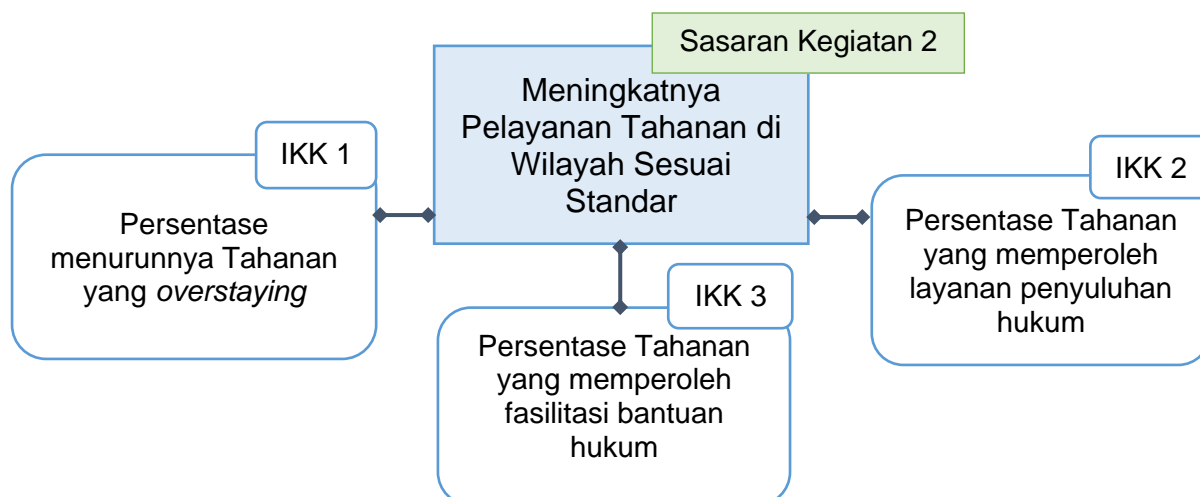 Sasaran Kegiatan 2
Meningkatnya
Pelayanan Tahanan di
Wilayah Sesuai
Standar
IKK 1
Persentase
menurunnya Tahanan
yang overstaying
IKK 2
Persentase Tahanan
yang memperoleh
layanan penyuluhan
hukum
IKK 3
Persentase Tahanan
yang memperoleh
fasilitasi bantuan
hukum